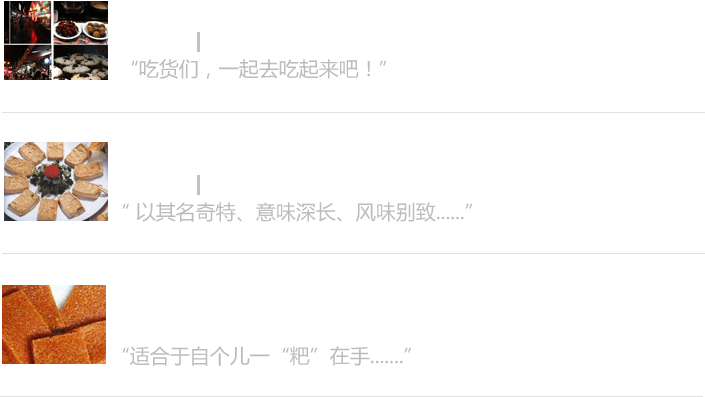 “吃货们，一起去吃起来吧！”
“ 以其名奇特、意味深长、风味别致......”
“适合于自个儿一“粑”在手.......”